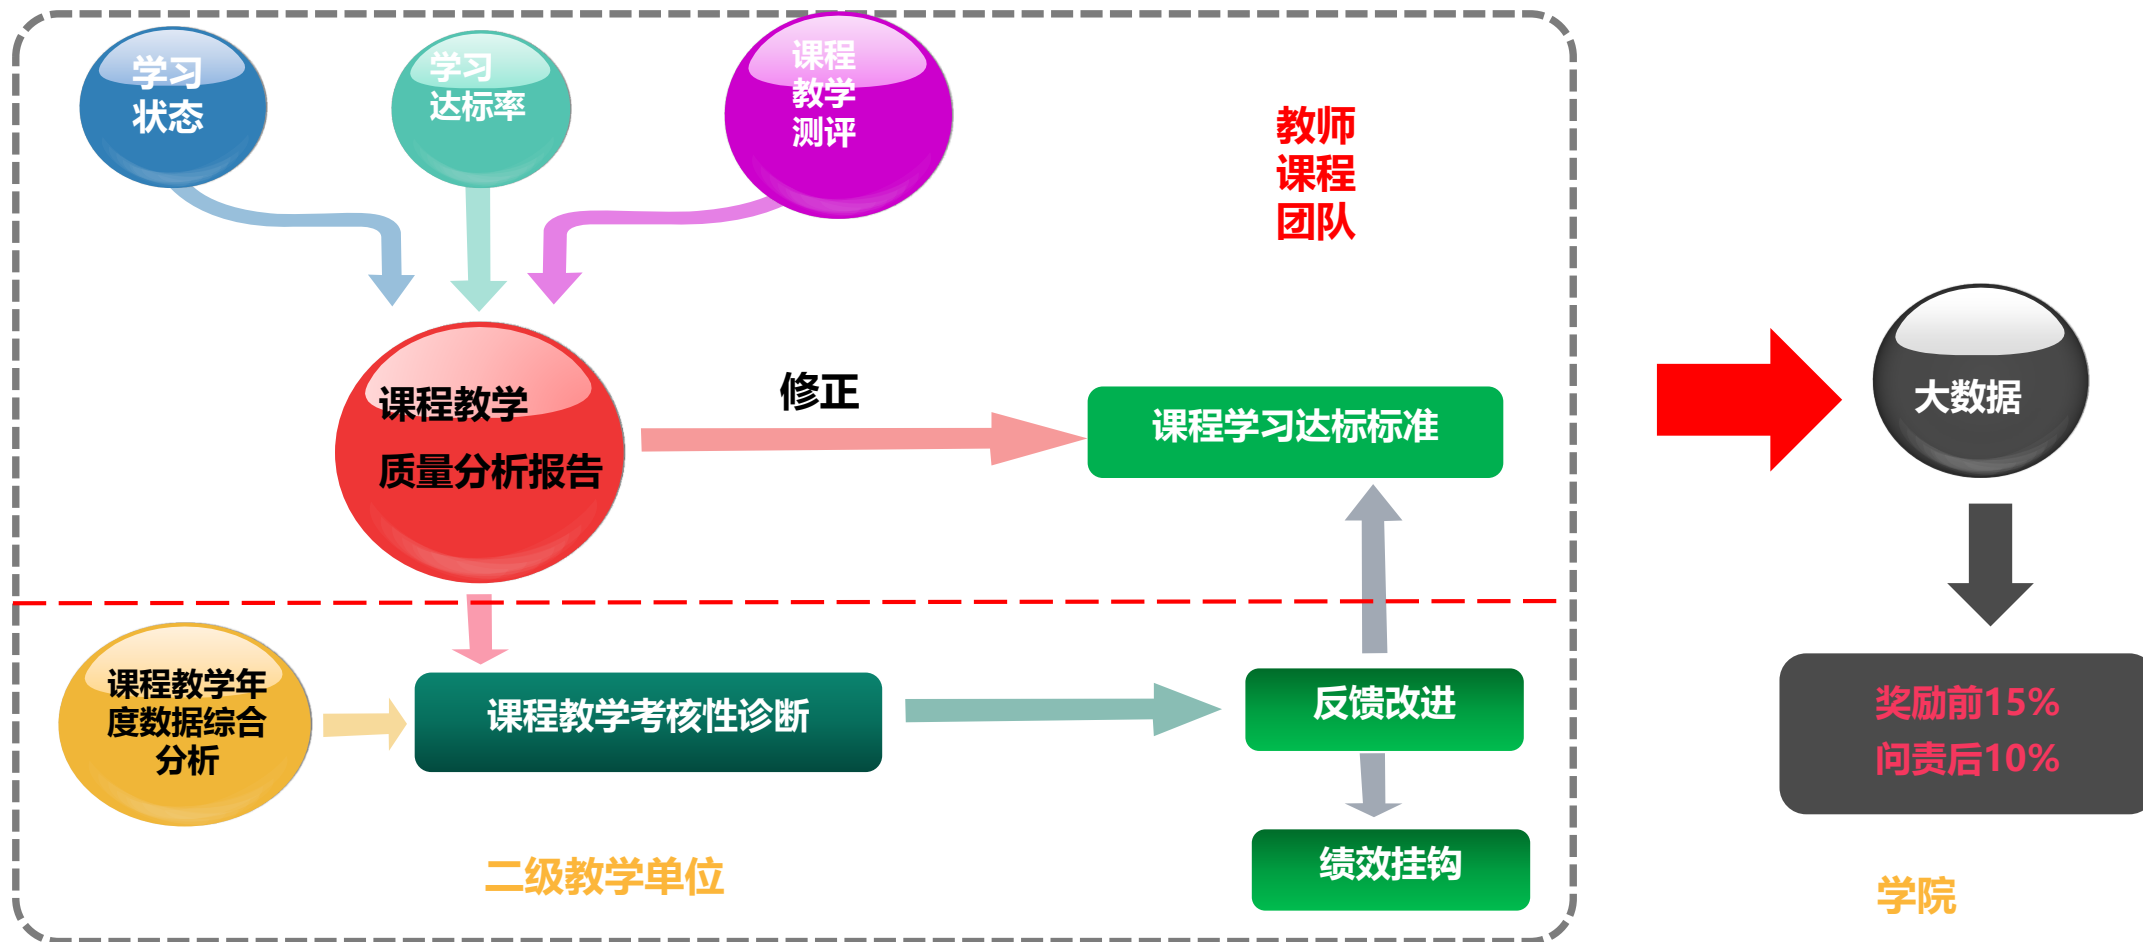 学习
状态
学习
达标率
课程
教学
测评
教师
课程
团队
课程教学
质量分析报告
修正
课程学习达标标准
大数据
课程教学年
度数据综合
分析
课程教学考核性诊断
反馈改进
奖励前15%
问责后10%
绩效挂钩
二级教学单位
学院